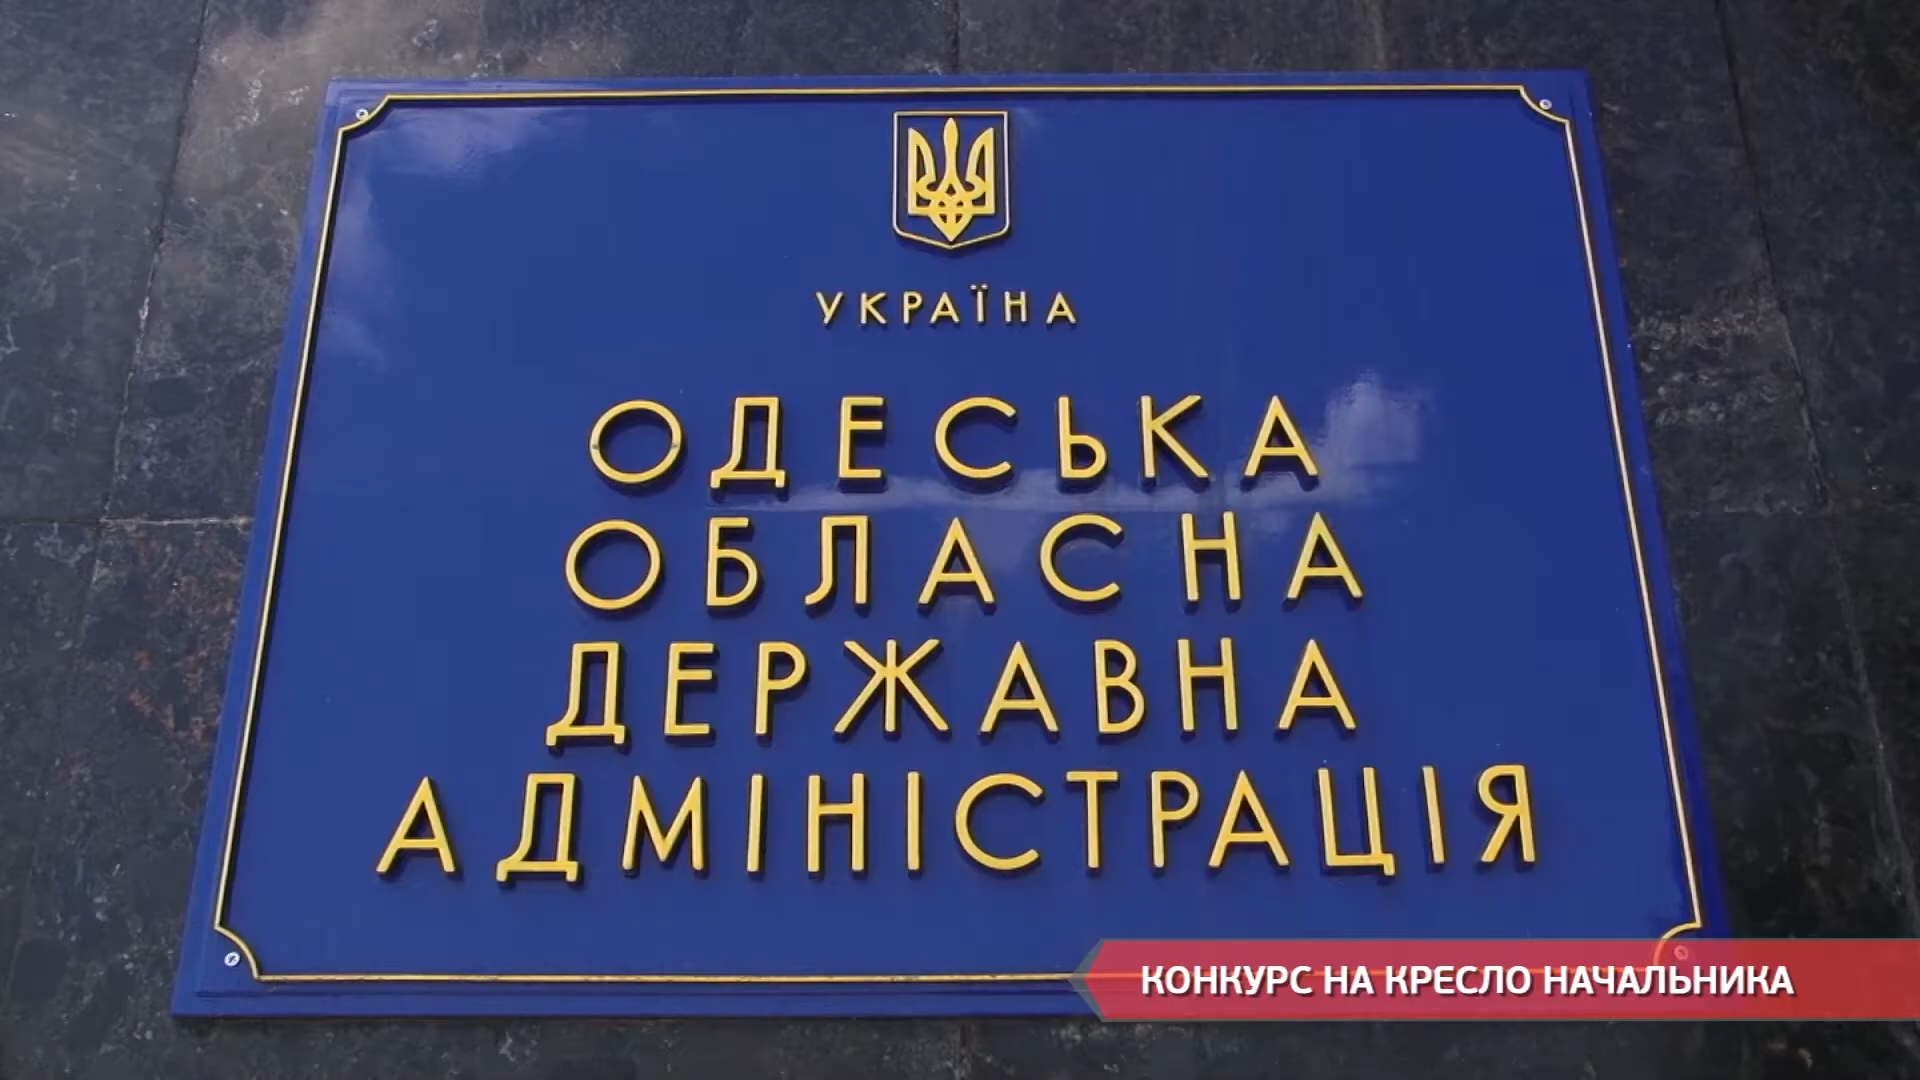 УКРАЇНА
ОДЕСЬКА
ОБЛАСНА
ДЕРЖАВНА
АДМІНІСТРАЦІЯ
КОНКУРС НА КРЕСЛО НАЧАЛЬНИКА